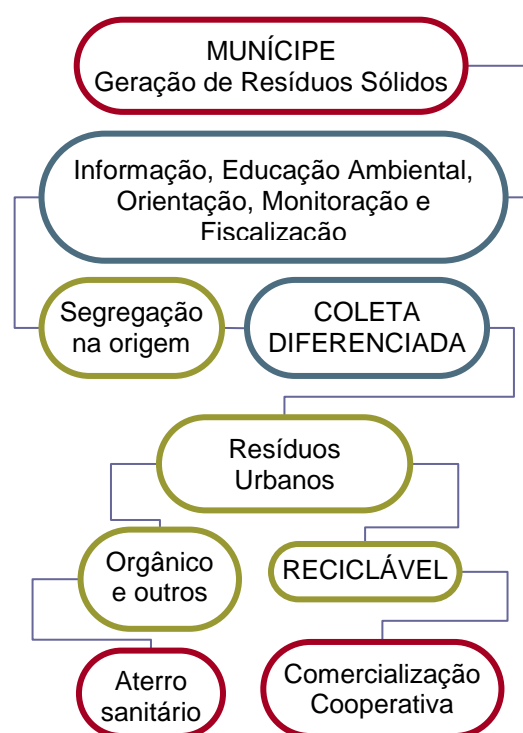 MUNÍCIPE
Geração de Resíduos Sólidos
Informação, Educação Ambiental,
Orientação, Monitoração e
Fiscalização
Segregação
na origem
COLETA
DIFERENCIADA
Resíduos
Urbanos
Orgânico
e outros
RECICLÁVEL
Aterro
sanitário
Comercialização
Cooperativa